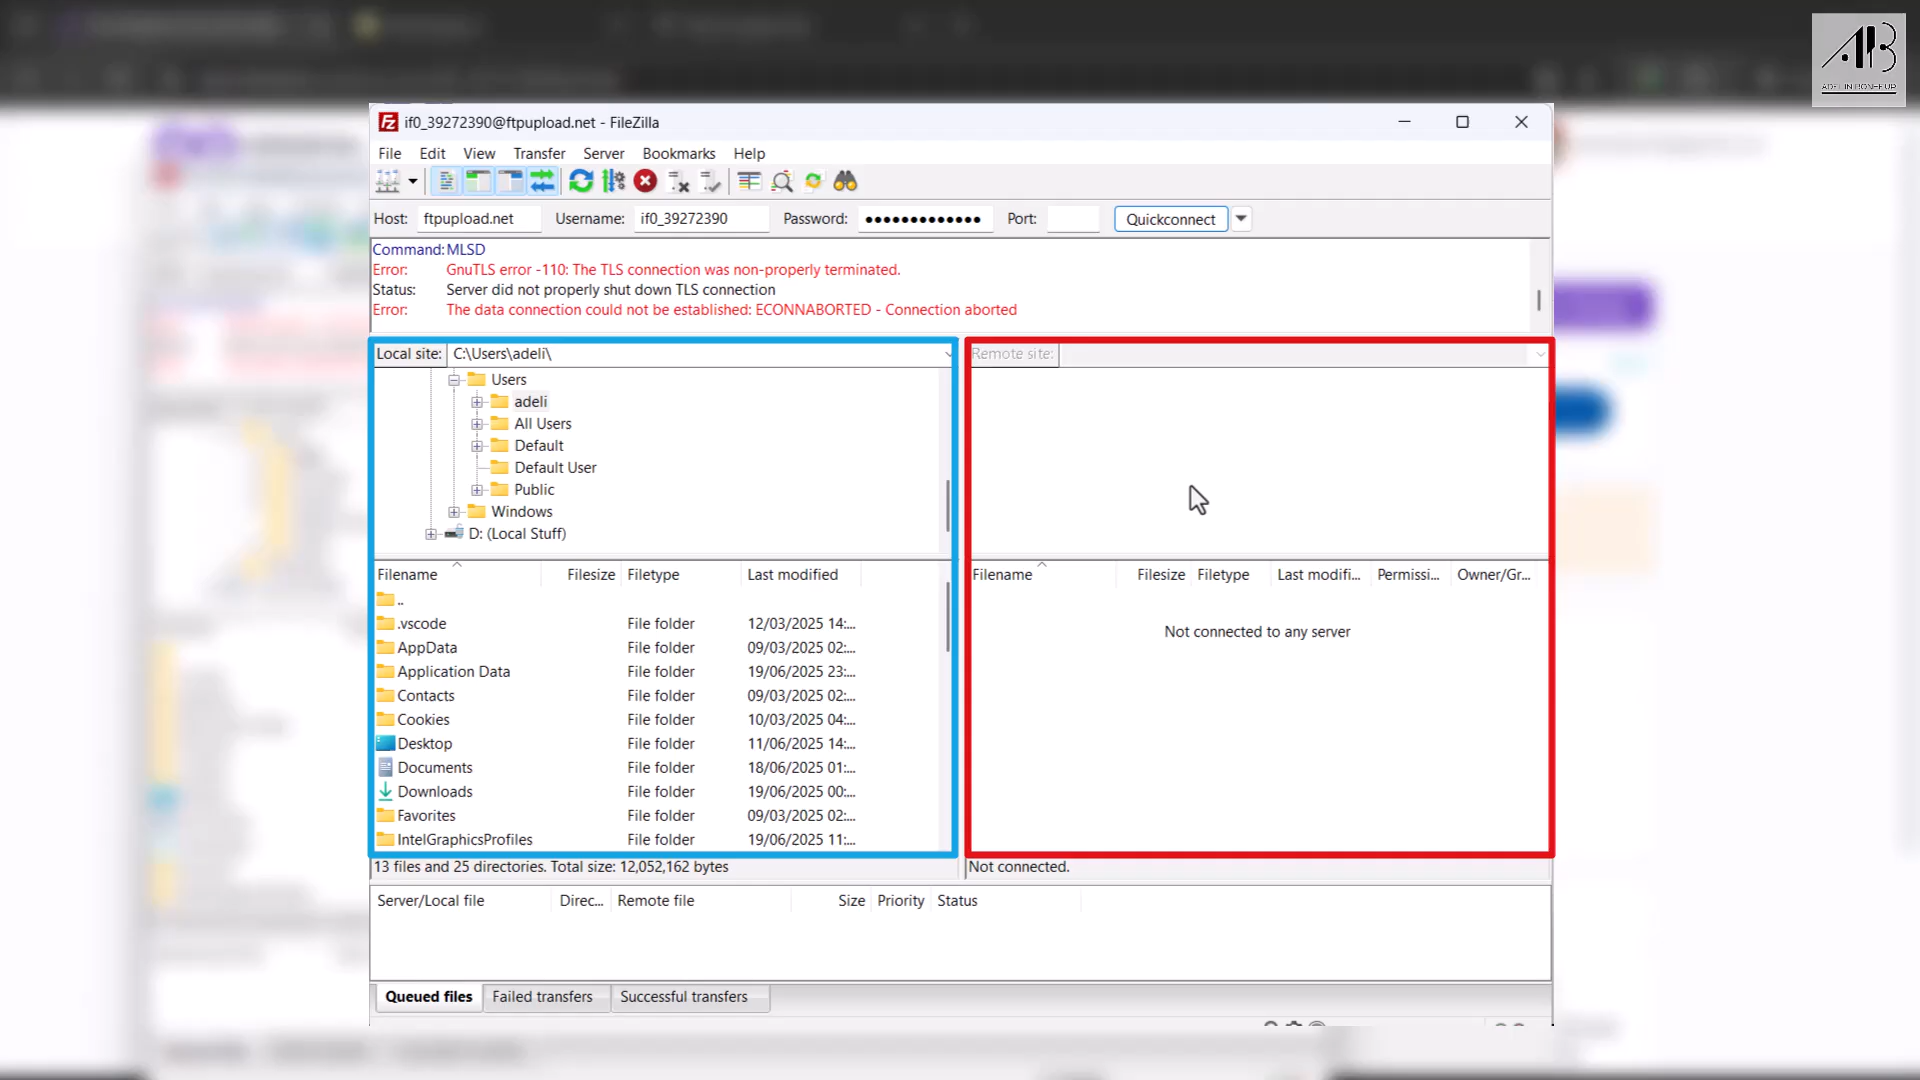 if0_39272390@ftpupload.net - FileZilla
File Edit View Transfer Server Bookmarks Help
Host: ftpupload.net Username: if0_39272390 Password: ●●●●●●●●●●●●● Port: Quickconnect
Command: MLSD
Error: GnuTLS error -110: The TLS connection was non-properly terminated.
Status: Server did not properly shut down TLS connection
Error: The data connection could not be established: ECONNABORTED - Connection aborted
Local site: C:\Users\adeli\
Users
adeli
All Users
Default
Default User
Public
Windows
D: (Local Stuff)
Filename Filesize Filetype Last modified
..
.vscode File folder 12/03/2025 14:...
AppData File folder 09/03/2025 02:...
Application Data File folder 19/06/2025 23:...
Contacts File folder 09/03/2025 02:...
Cookies File folder 10/03/2025 04:...
Desktop File folder 11/06/2025 14:...
Documents File folder 18/06/2025 01:...
Downloads File folder 19/06/2025 00:...
Favorites File folder 09/03/2025 02:...
IntelGraphicsProfiles File folder 19/06/2025 11:...
13 files and 25 directories. Total size: 12,052,162 bytes
Remote site:
Filename Filesize Filetype Last modifi... Permissi... Owner/Gr...
Not connected to any server
Not connected.
Server/Local file Direc... Remote file Size Priority Status
Queued files Failed transfers Successful transfers